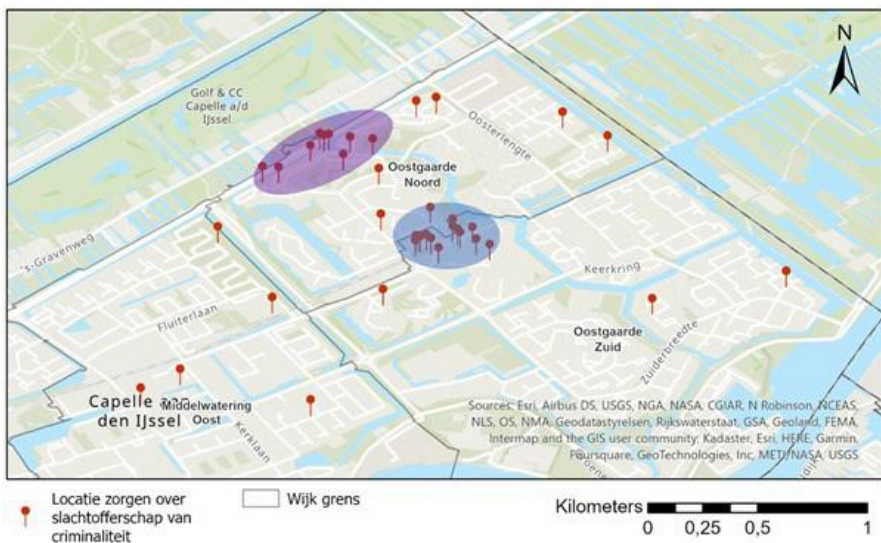 N
Golf & CC
Capelle a/d
IJssel
Oosterlengte
Oostgaarde
Noord
's-Gravenweg
Keerkring
Fluiterlaan
Oostgaarde
Zuid
Zuiderbreedte
Capelle aan
den IJssel
Middelwatering
Oost
Kerklaan
Sources: Esri, Airbus DS, USGS, NGA, NASA, CGIAR, N Robinson, NCEAS,
NLS, OS, NMA, Geodatastyrelsen, Rijkswaterstaat, GSA, Geoland, FEMA,
Intermap and the GIS user community; Kadaster, Esri, HERE, Garmin,
Foursquare, GeoTechnologies, Inc, METI/NASA, USGS
Locatie zorgen over
slachtofferschap van
criminaliteit
Wijk grens
Kilometers
0 0,25 0,5 1